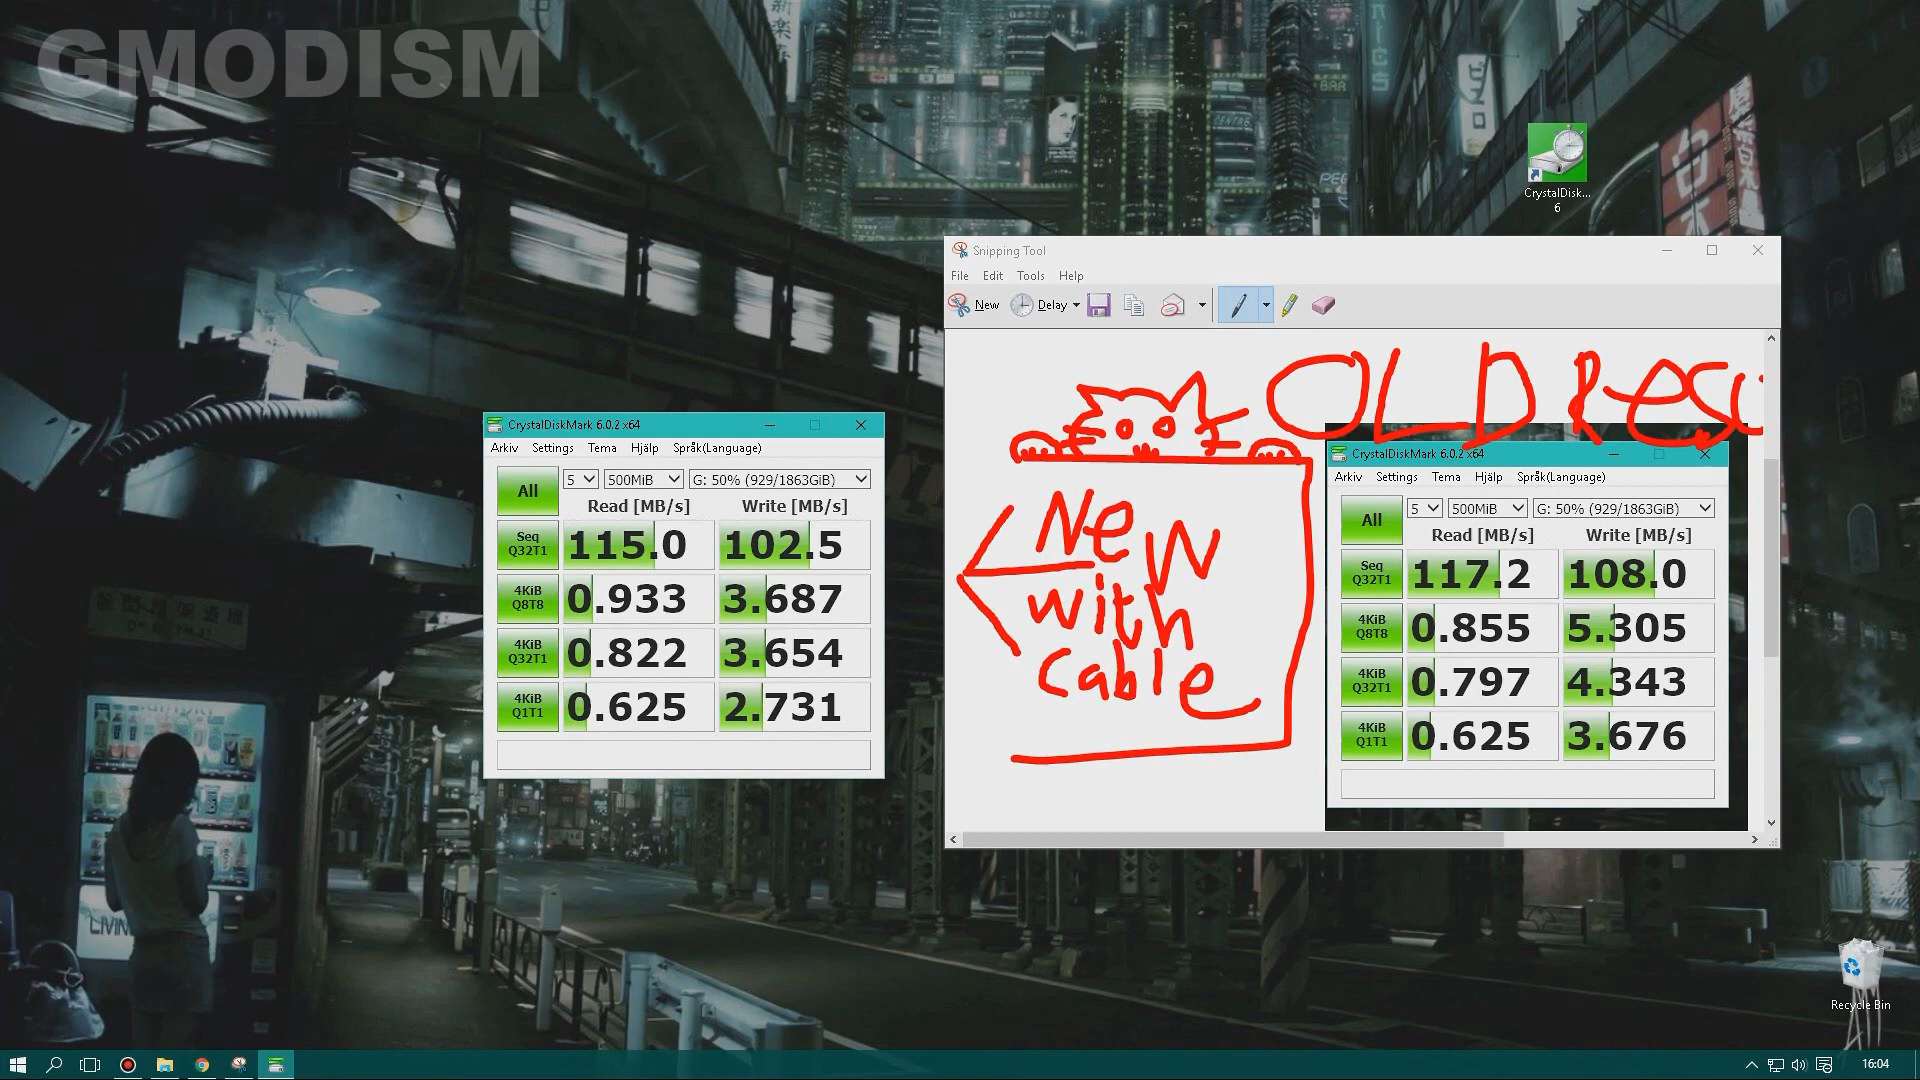 GMODISM
BAR
CENTRE
CrystalDisk...
6
Snipping Tool
File Edit Tools Help
New Delay
OLD
New
with
cable
CrystalDiskMark 6.0.2 x64
Arkiv Settings Tema Hjälp Språk(Language)
All 5 500MiB G: 50% (929/1863GiB)
Read [MB/s] Write [MB/s]
Seq
Q32T1 115.0 102.5
4KiB
Q8T8 0.933 3.687
4KiB
Q32T1 0.822 3.654
4KiB
Q1T1 0.625 2.731
CrystalDiskMark 6.0.2 x64
Arkiv Settings Tema Hjälp Språk(Language)
All 5 500MiB G: 50% (929/1863GiB)
Read [MB/s] Write [MB/s]
Seq
Q32T1 117.2 108.0
4KiB
Q8T8 0.855 5.305
4KiB
Q32T1 0.797 4.343
4KiB
Q1T1 0.625 3.676
Recycle Bin
16:04